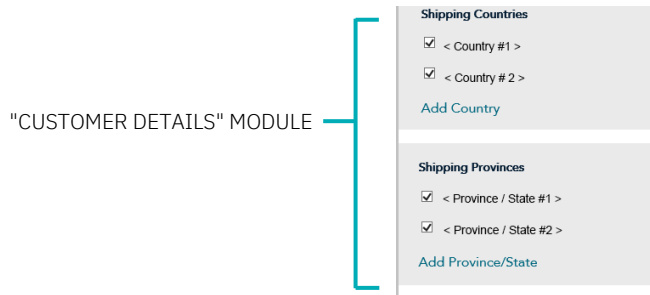 Shipping Countries
< Country #1 >
< Country # 2 >
Add Country
"CUSTOMER DETAILS" MODULE
Shipping Provinces
< Province / State #1 >
< Province / State #2 >
Add Province/State